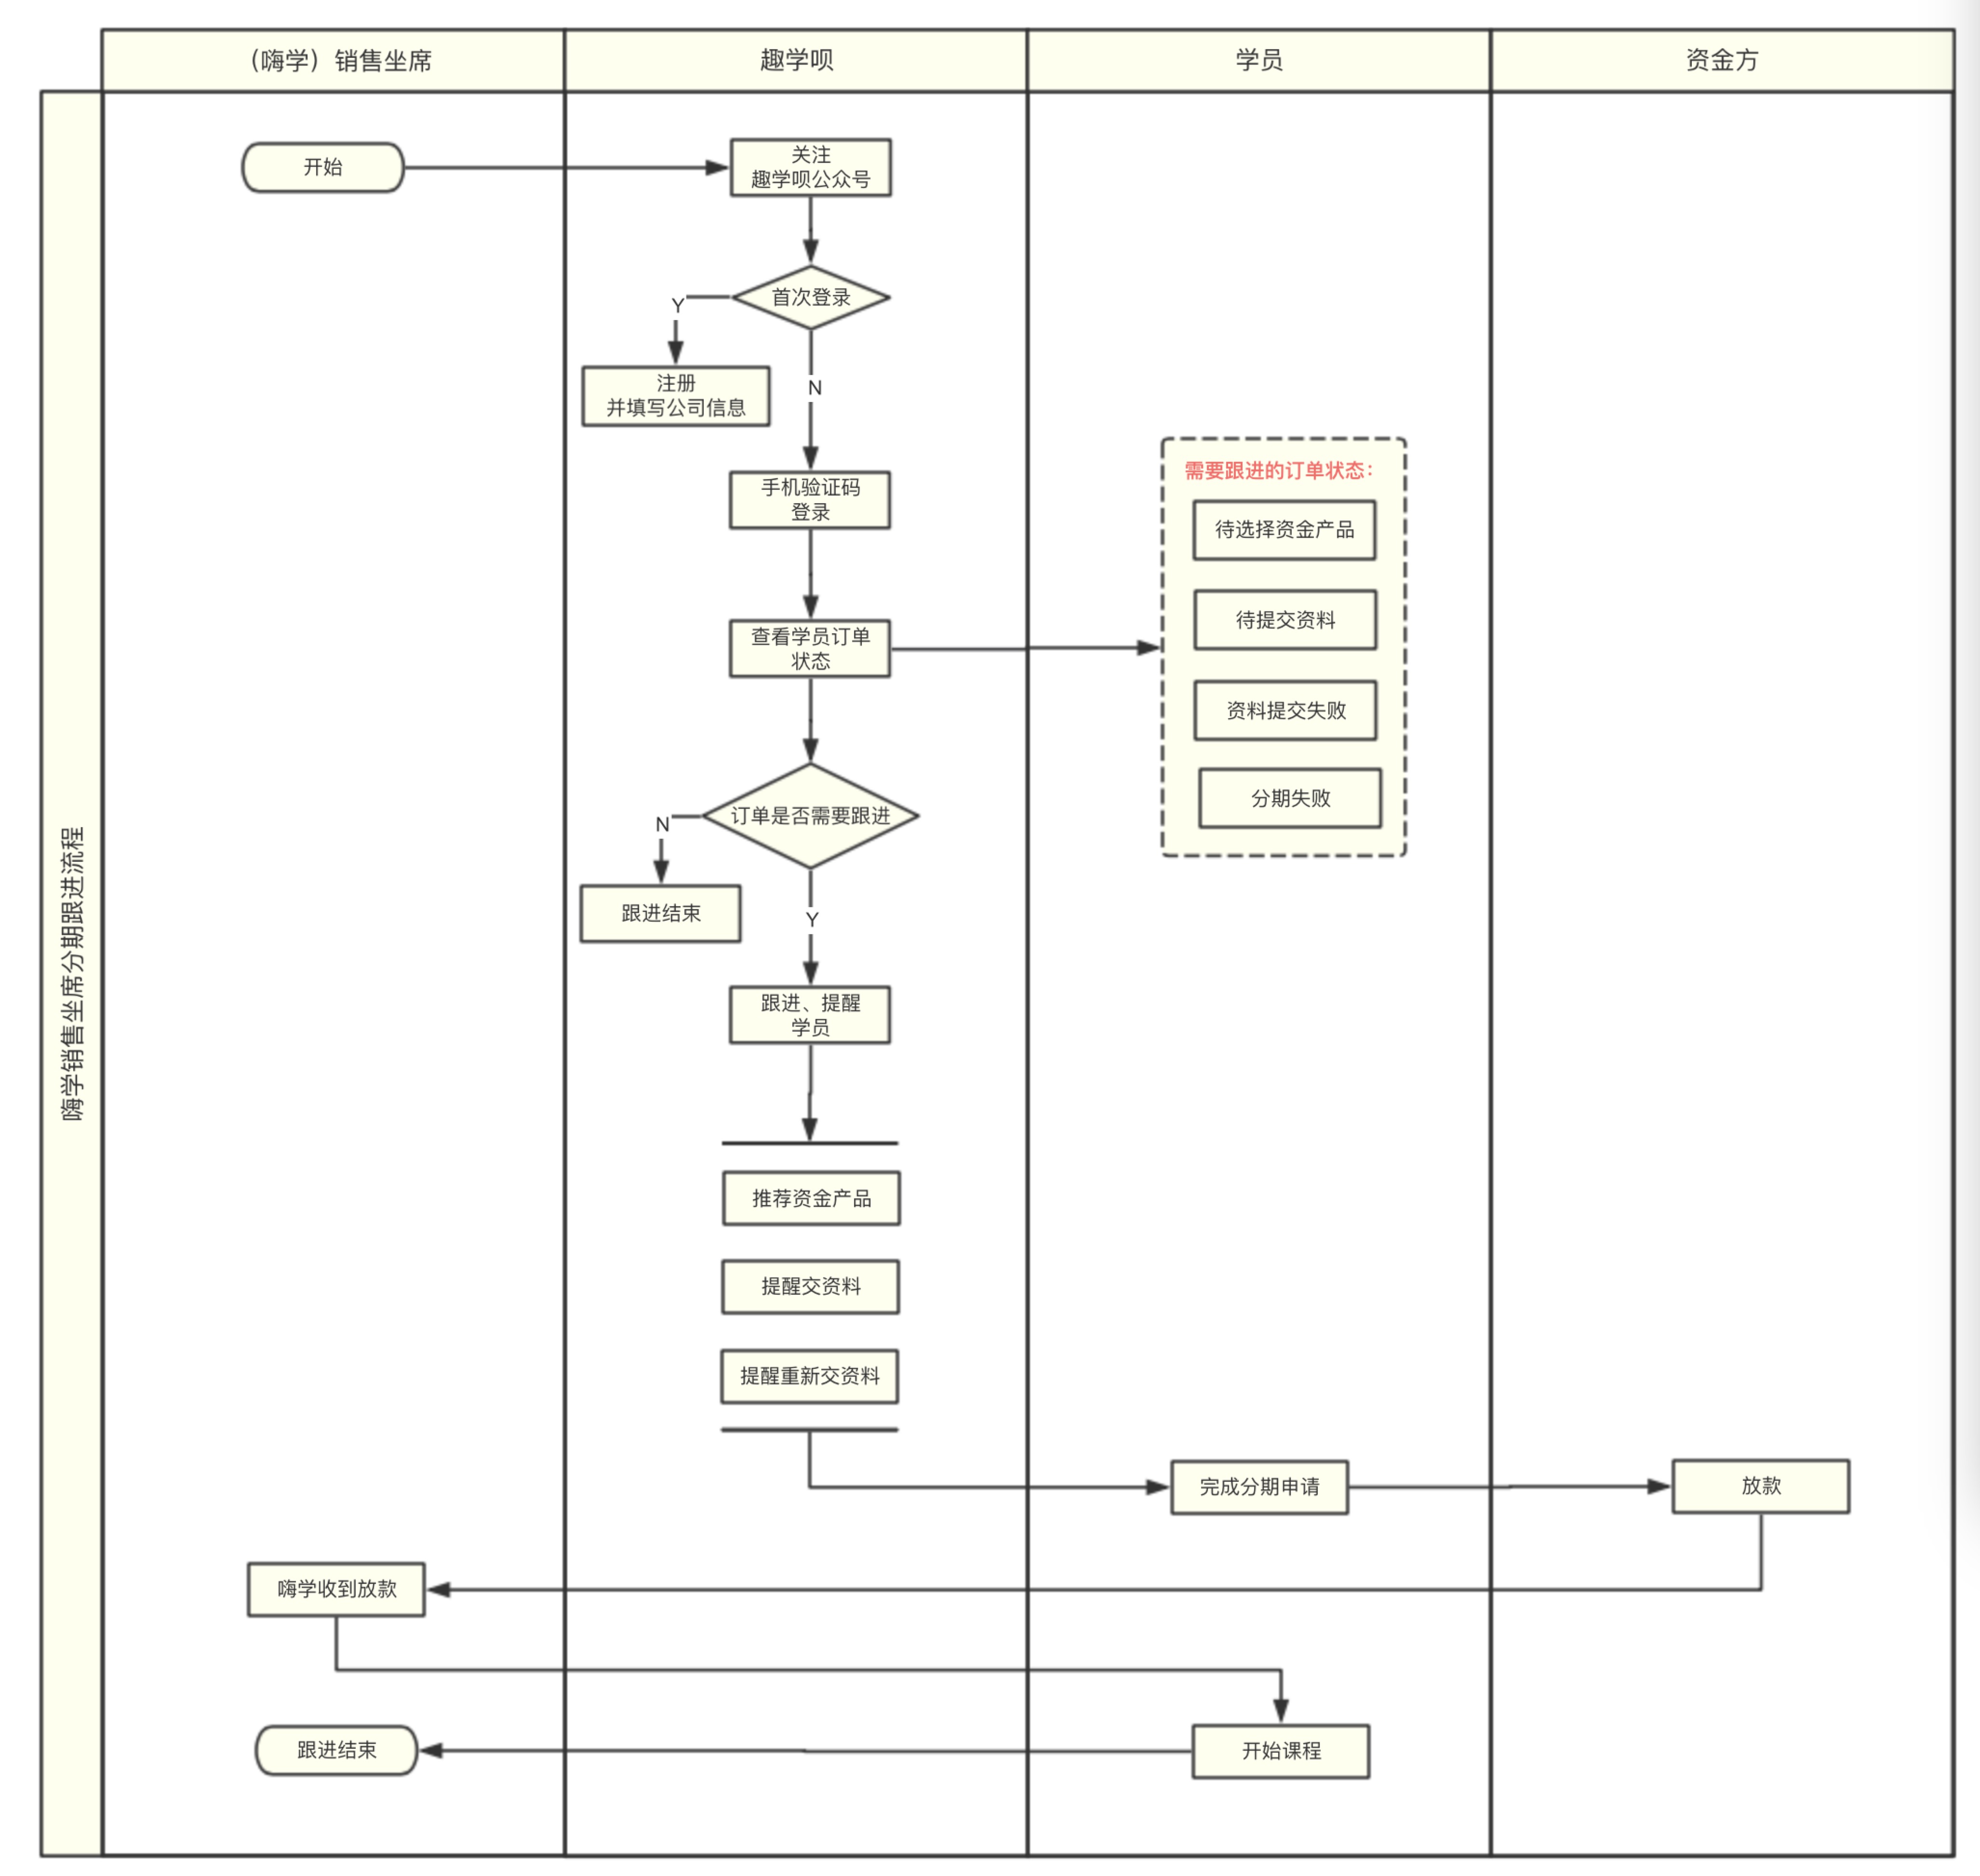 （嗨学）销售坐席
趣学呗
学员
资金方
嗨学销售坐席分期跟进流程
开始
关注
趣学呗公众号
首次登录
Y
注册
并填写公司信息
N
手机验证码
登录
查看学员订单
状态
需要跟进的订单状态：
待选择资金产品
待提交资料
资料提交失败
分期失败
订单是否需要跟进
N
跟进结束
Y
跟进、提醒
学员
推荐资金产品
提醒交资料
提醒重新交资料
完成分期申请
放款
嗨学收到放款
开始课程
跟进结束